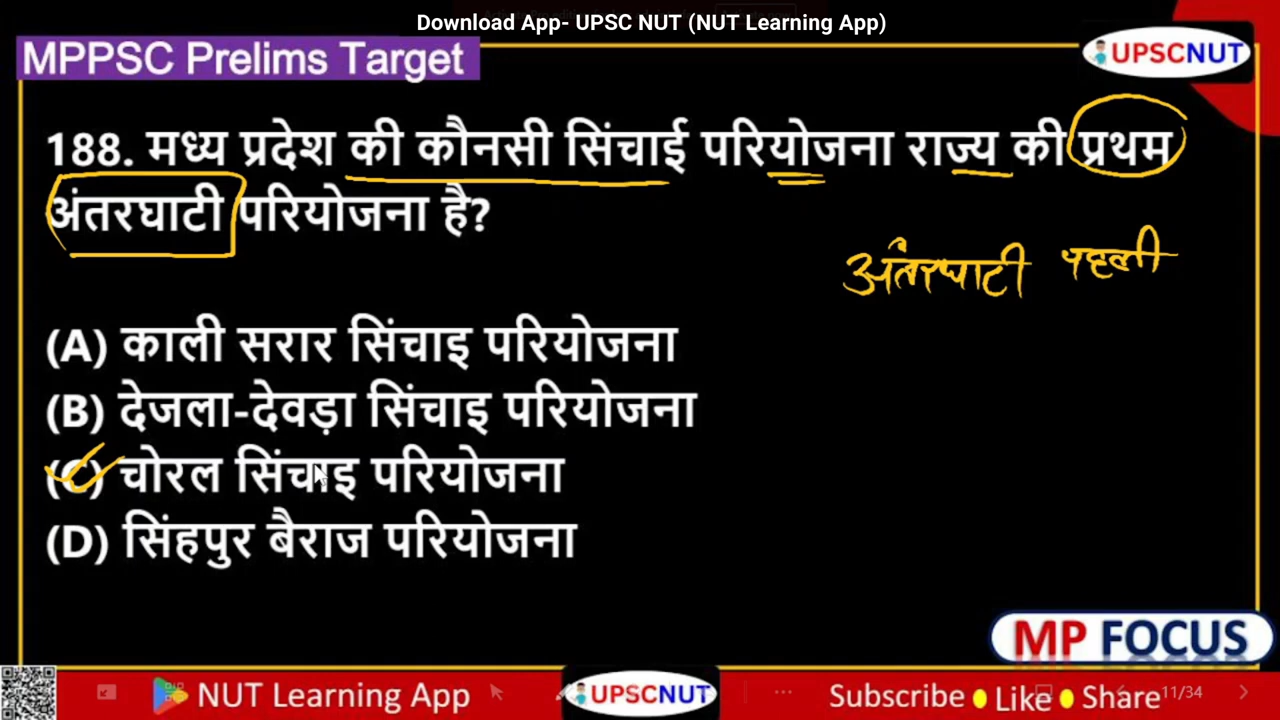 Download App- UPSC NUT (NUT Learning App)
MPPSC Prelims Target
UPSCNUT
188. मध्य प्रदेश की कौनसी सिंचाई परियोजना राज्य की प्रथम
अंतरघाटी परियोजना है?
अंतरघाटी पहली
(A) काली सरार सिंचाइ परियोजना
(B) देजला-देवड़ा सिंचाइ परियोजना
(C) चोरल सिंचाइ परियोजना
(D) सिंहपुर बैराज परियोजना
MP FOCUS
NUT Learning App
UPSCNUT
Subscribe Like Share
11/34